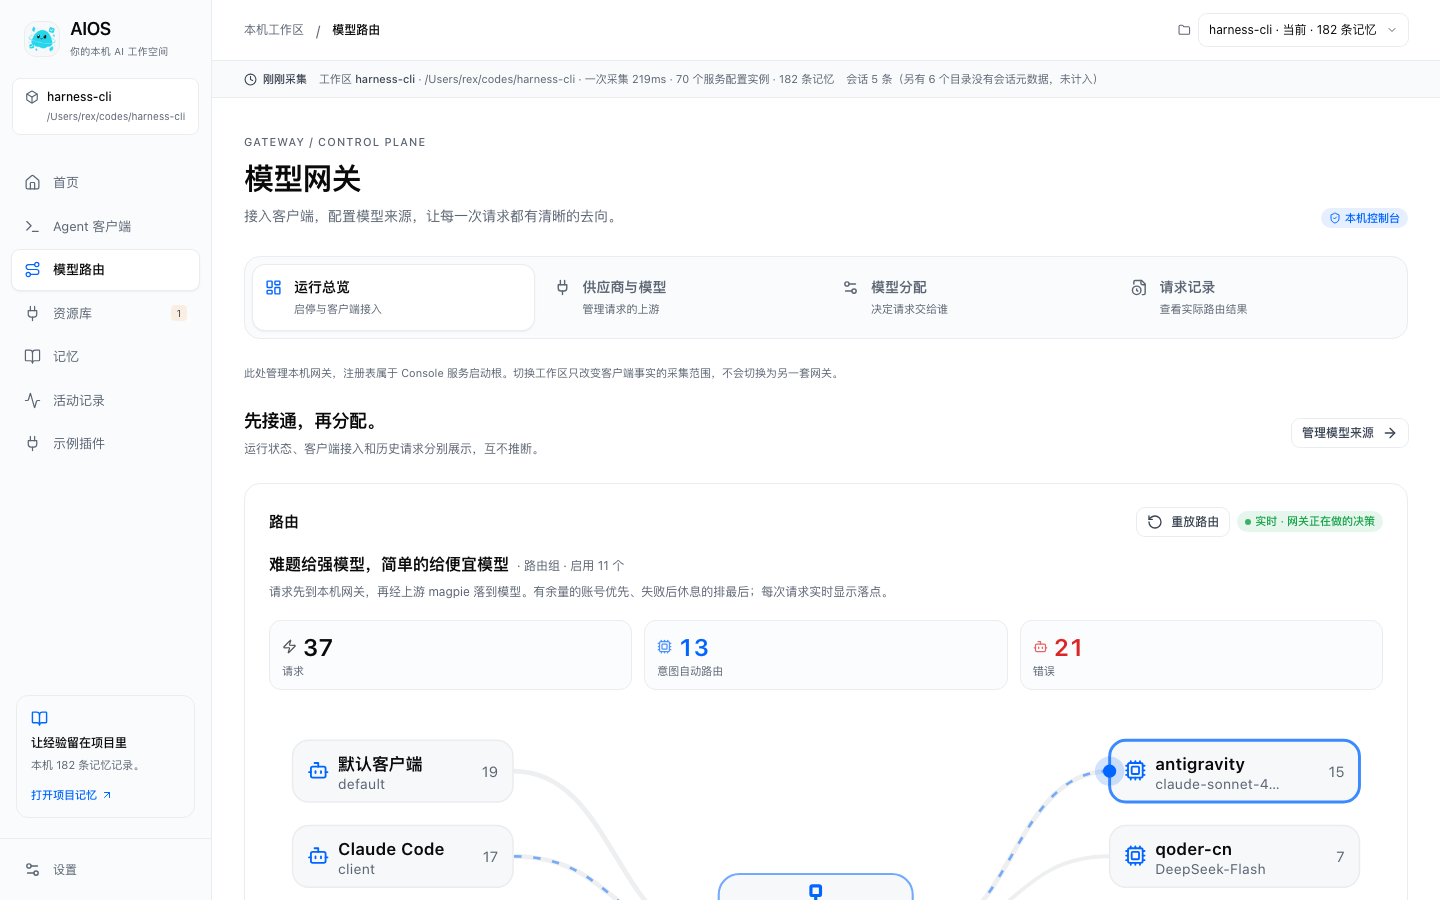 AIOS
你的本机 AI 工作空间
harness-cli
/Users/rex/codes/harness-cli
首页
Agent 客户端
模型路由
资源库 1
记忆
活动记录
示例插件
让经验留在项目里
本机 182 条记忆记录。
打开项目记忆
设置
本机工作区 / 模型路由
harness-cli · 当前 · 182 条记忆
刚刚采集 工作区 harness-cli · /Users/rex/codes/harness-cli · 一次采集 219ms · 70 个服务配置实例 · 182 条记忆 会话 5 条（另有 6 个目录没有会话元数据，未计入）
GATEWAY / CONTROL PLANE
模型网关
接入客户端，配置模型来源，让每一次请求都有清晰的去向。
本机控制台
运行总览
启停与客户端接入
供应商与模型
管理请求的上游
模型分配
决定请求交给谁
请求记录
查看实际路由结果
此处管理本机网关，注册表属于 Console 服务启动根。切换工作区只改变客户端事实的采集范围，不会切换为另一套网关。
先接通，再分配。
运行状态、客户端接入和历史请求分别展示，互不推断。
管理模型来源
路由
重放路由
实时 · 网关正在做的决策
难题给强模型，简单的给便宜模型 · 路由组 · 启用 11 个
请求先到本机网关，再经上游 magpie 落到模型。有余量的账号优先、失败后休息的排最后；每次请求实时显示落点。
37
请求
13
意图自动路由
21
错误
默认客户端 19
default
Claude Code 17
client
antigravity 15
claude-sonnet-4...
qoder-cn 7
DeepSeek-Flash